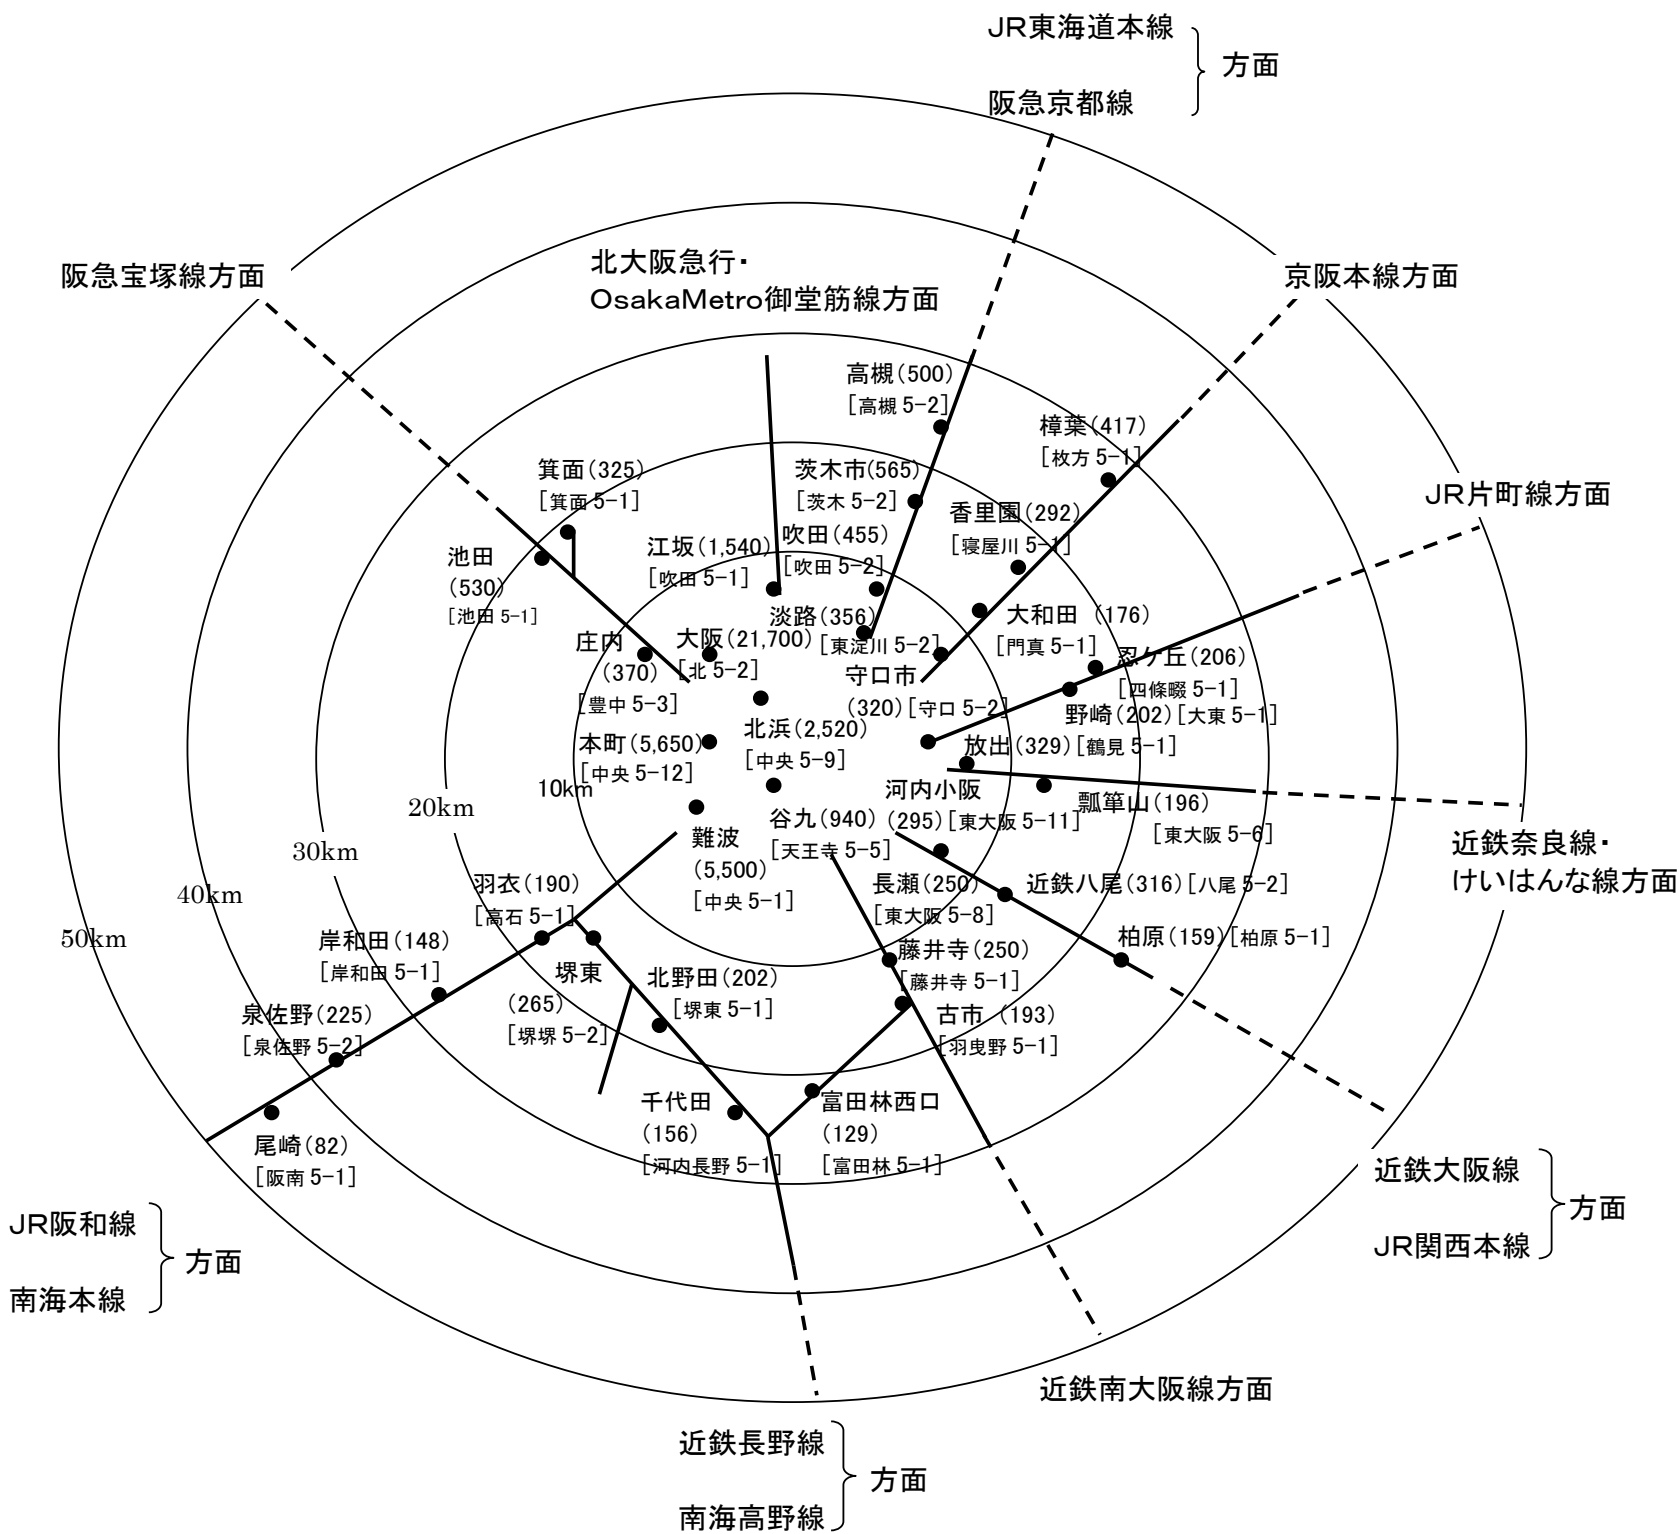 JR東海道本線
方面
阪急京都線
阪急宝塚線方面
北大阪急行・
OsakaMetro御堂筋線方面
京阪本線方面
高槻(500)
[高槻 5-2]
樟葉(417)
[枚方 5-1]
箕面(325)
[箕面 5-1]
茨木市(565)
[茨木 5-2]
JR片町線方面
香里園(292)
[寝屋川 5-1]
池田
(530)
[池田 5-1]
江坂(1,540)
[吹田 5-1]
吹田(455)
[吹田 5-2]
淡路(356)
[東淀川 5-2]
大和田 (176)
[門真 5-1]
庄内
(370)
[豊中 5-3]
大阪(21,700)
[北 5-2]
守口市
(320)[守口 5-2]
忍ケ丘(206)
[四條畷 5-1]
野崎(202)[大東 5-1]
北浜(2,520)
[中央 5-9]
本町(5,650)
[中央 5-12]
放出(329)[鶴見 5-1]
10km
20km
30km
40km
50km
河内小阪
(295)[東大阪 5-11]
瓢箪山(196)
[東大阪 5-6]
谷九(940)
[天王寺 5-5]
難波
(5,500)
[中央 5-1]
近鉄奈良線・
けいはんな線方面
羽衣(190)
[高石 5-1]
長瀬(250)
[東大阪 5-8]
近鉄八尾(316)[八尾 5-2]
岸和田(148)
[岸和田 5-1]
柏原(159)[柏原 5-1]
藤井寺(250)
[藤井寺 5-1]
堺東
(265)
[堺堺 5-2]
北野田(202)
[堺東 5-1]
泉佐野(225)
[泉佐野 5-2]
古市 (193)
[羽曳野 5-1]
千代田
(156)
[河内長野 5-1]
富田林西口
(129)
[富田林 5-1]
尾崎(82)
[阪南 5-1]
近鉄大阪線
方面
JR関西本線
JR阪和線
方面
南海本線
近鉄南大阪線方面
近鉄長野線
方面
南海高野線